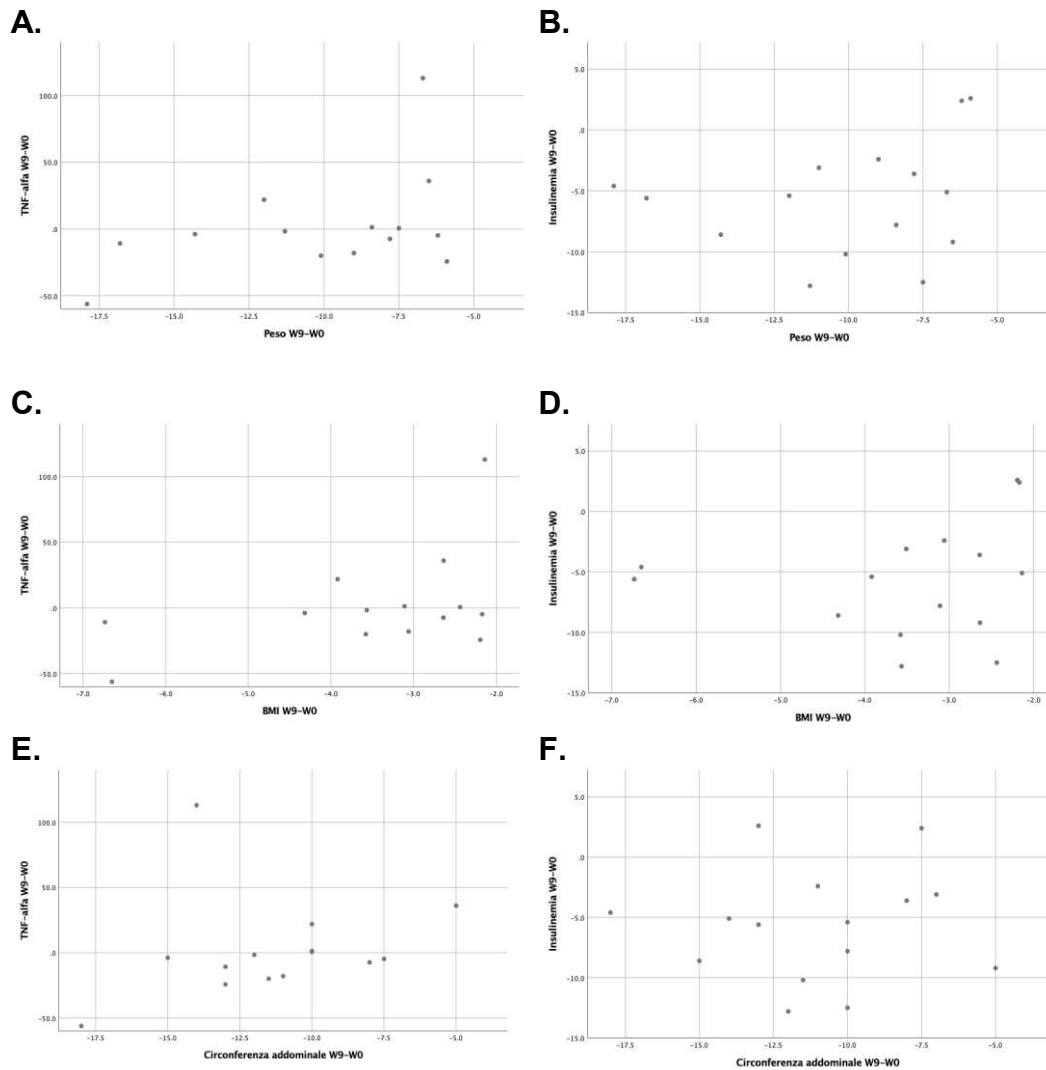 A.
TNF-alfa W9-W0
100.0
50.0
.0
-50.0
-17.5 -15.0 -12.5 -10.0 -7.5 -5.0
Peso W9-W0
B.
Insulinemia W9-W0
5.0
.0
-5.0
-10.0
-15.0
-17.5 -15.0 -12.5 -10.0 -7.5 -5.0
Peso W9-W0
C.
TNF-alfa W9-W0
100.0
50.0
.0
-50.0
-7.0 -6.0 -5.0 -4.0 -3.0 -2.0
BMI W9-W0
D.
Insulinemia W9-W0
5.0
.0
-5.0
-10.0
-15.0
-7.0 -6.0 -5.0 -4.0 -3.0 -2.0
BMI W9-W0
E.
TNF-alfa W9-W0
100.0
50.0
.0
-50.0
-17.5 -15.0 -12.5 -10.0 -7.5 -5.0
Circonferenza addominale W9-W0
F.
Insulinemia W9-W0
5.0
.0
-5.0
-10.0
-15.0
-17.5 -15.0 -12.5 -10.0 -7.5 -5.0
Circonferenza addominale W9-W0